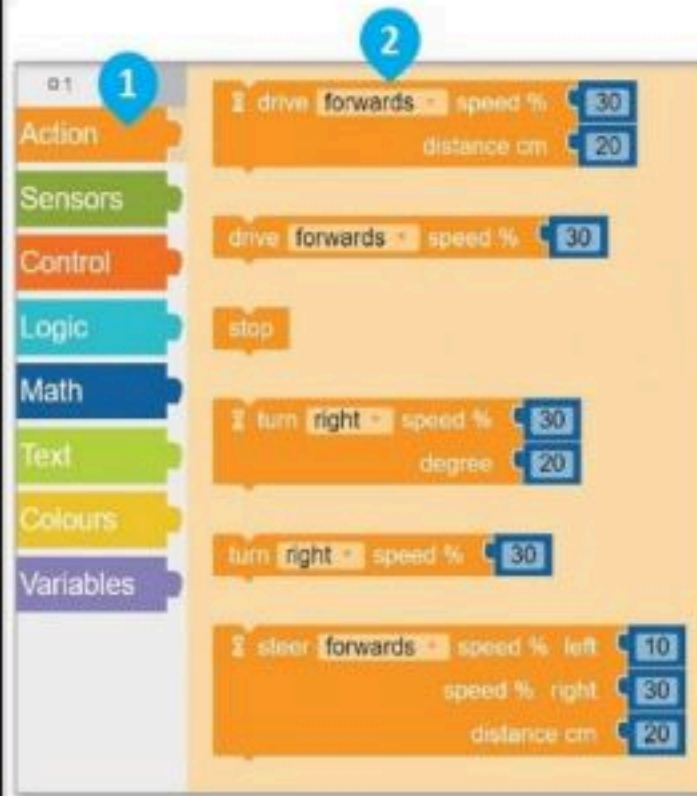 1
2
Action
Sensors
Control
Logic
Math
Text
Colours
Variables
drive forwards speed % 30
distance cm 20
drive forwards speed % 30
stop
turn right speed % 30
degree 20
turn right speed % 30
steer forwards speed % left 10
speed % right 30
distance cm 20